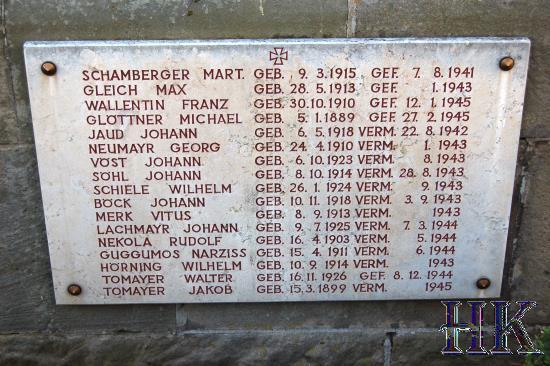 SCHAMBERGER MART. GEB. 9. 3.1915 GEF. 7. 8.1941
GLEICH MAX GEB. 28. 5.1913 GEF. 1.1943
WALLENTIN FRANZ GEB. 30.10.1910 GEF. 12. 1.1945
GLÖTTNER MICHAEL GEB. 5. 1.1889 GEF. 27. 2.1945
JAUD JOHANN GEB. 6. 5.1918 VERM. 22. 8.1942
NEUMAYR GEORG GEB. 24. 4.1910 VERM. 1.1943
VÖST JOHANN GEB. 6.10.1923 VERM. 8.1943
SÖHL JOHANN GEB. 8.10.1914 VERM. 28. 8.1943
SCHIELE WILHELM GEB. 26. 1.1924 VERM. 9.1943
BÖCK JOHANN GEB. 10. 11.1918 VERM. 3. 9.1943
MERK VITUS GEB. 8. 9.1913 VERM. 1943
LACHMAYR JOHANN GEB. 9. 7.1925 VERM. 7. 3.1944
NEKOLA RUDOLF GEB. 16. 4.1903 VERM. 5.1944
GUGGUMOS NARZISS GEB. 15. 4.1911 VERM. 6.1944
HORNING WILHELM GEB. 10. 9.1914 VERM. 1943
TOMAYER WALTER GEB. 16.11.1926 GEF. 8. 12.1944
TOMAYER JAKOB GEB. 15.3.1899 VERM. 1945
HK